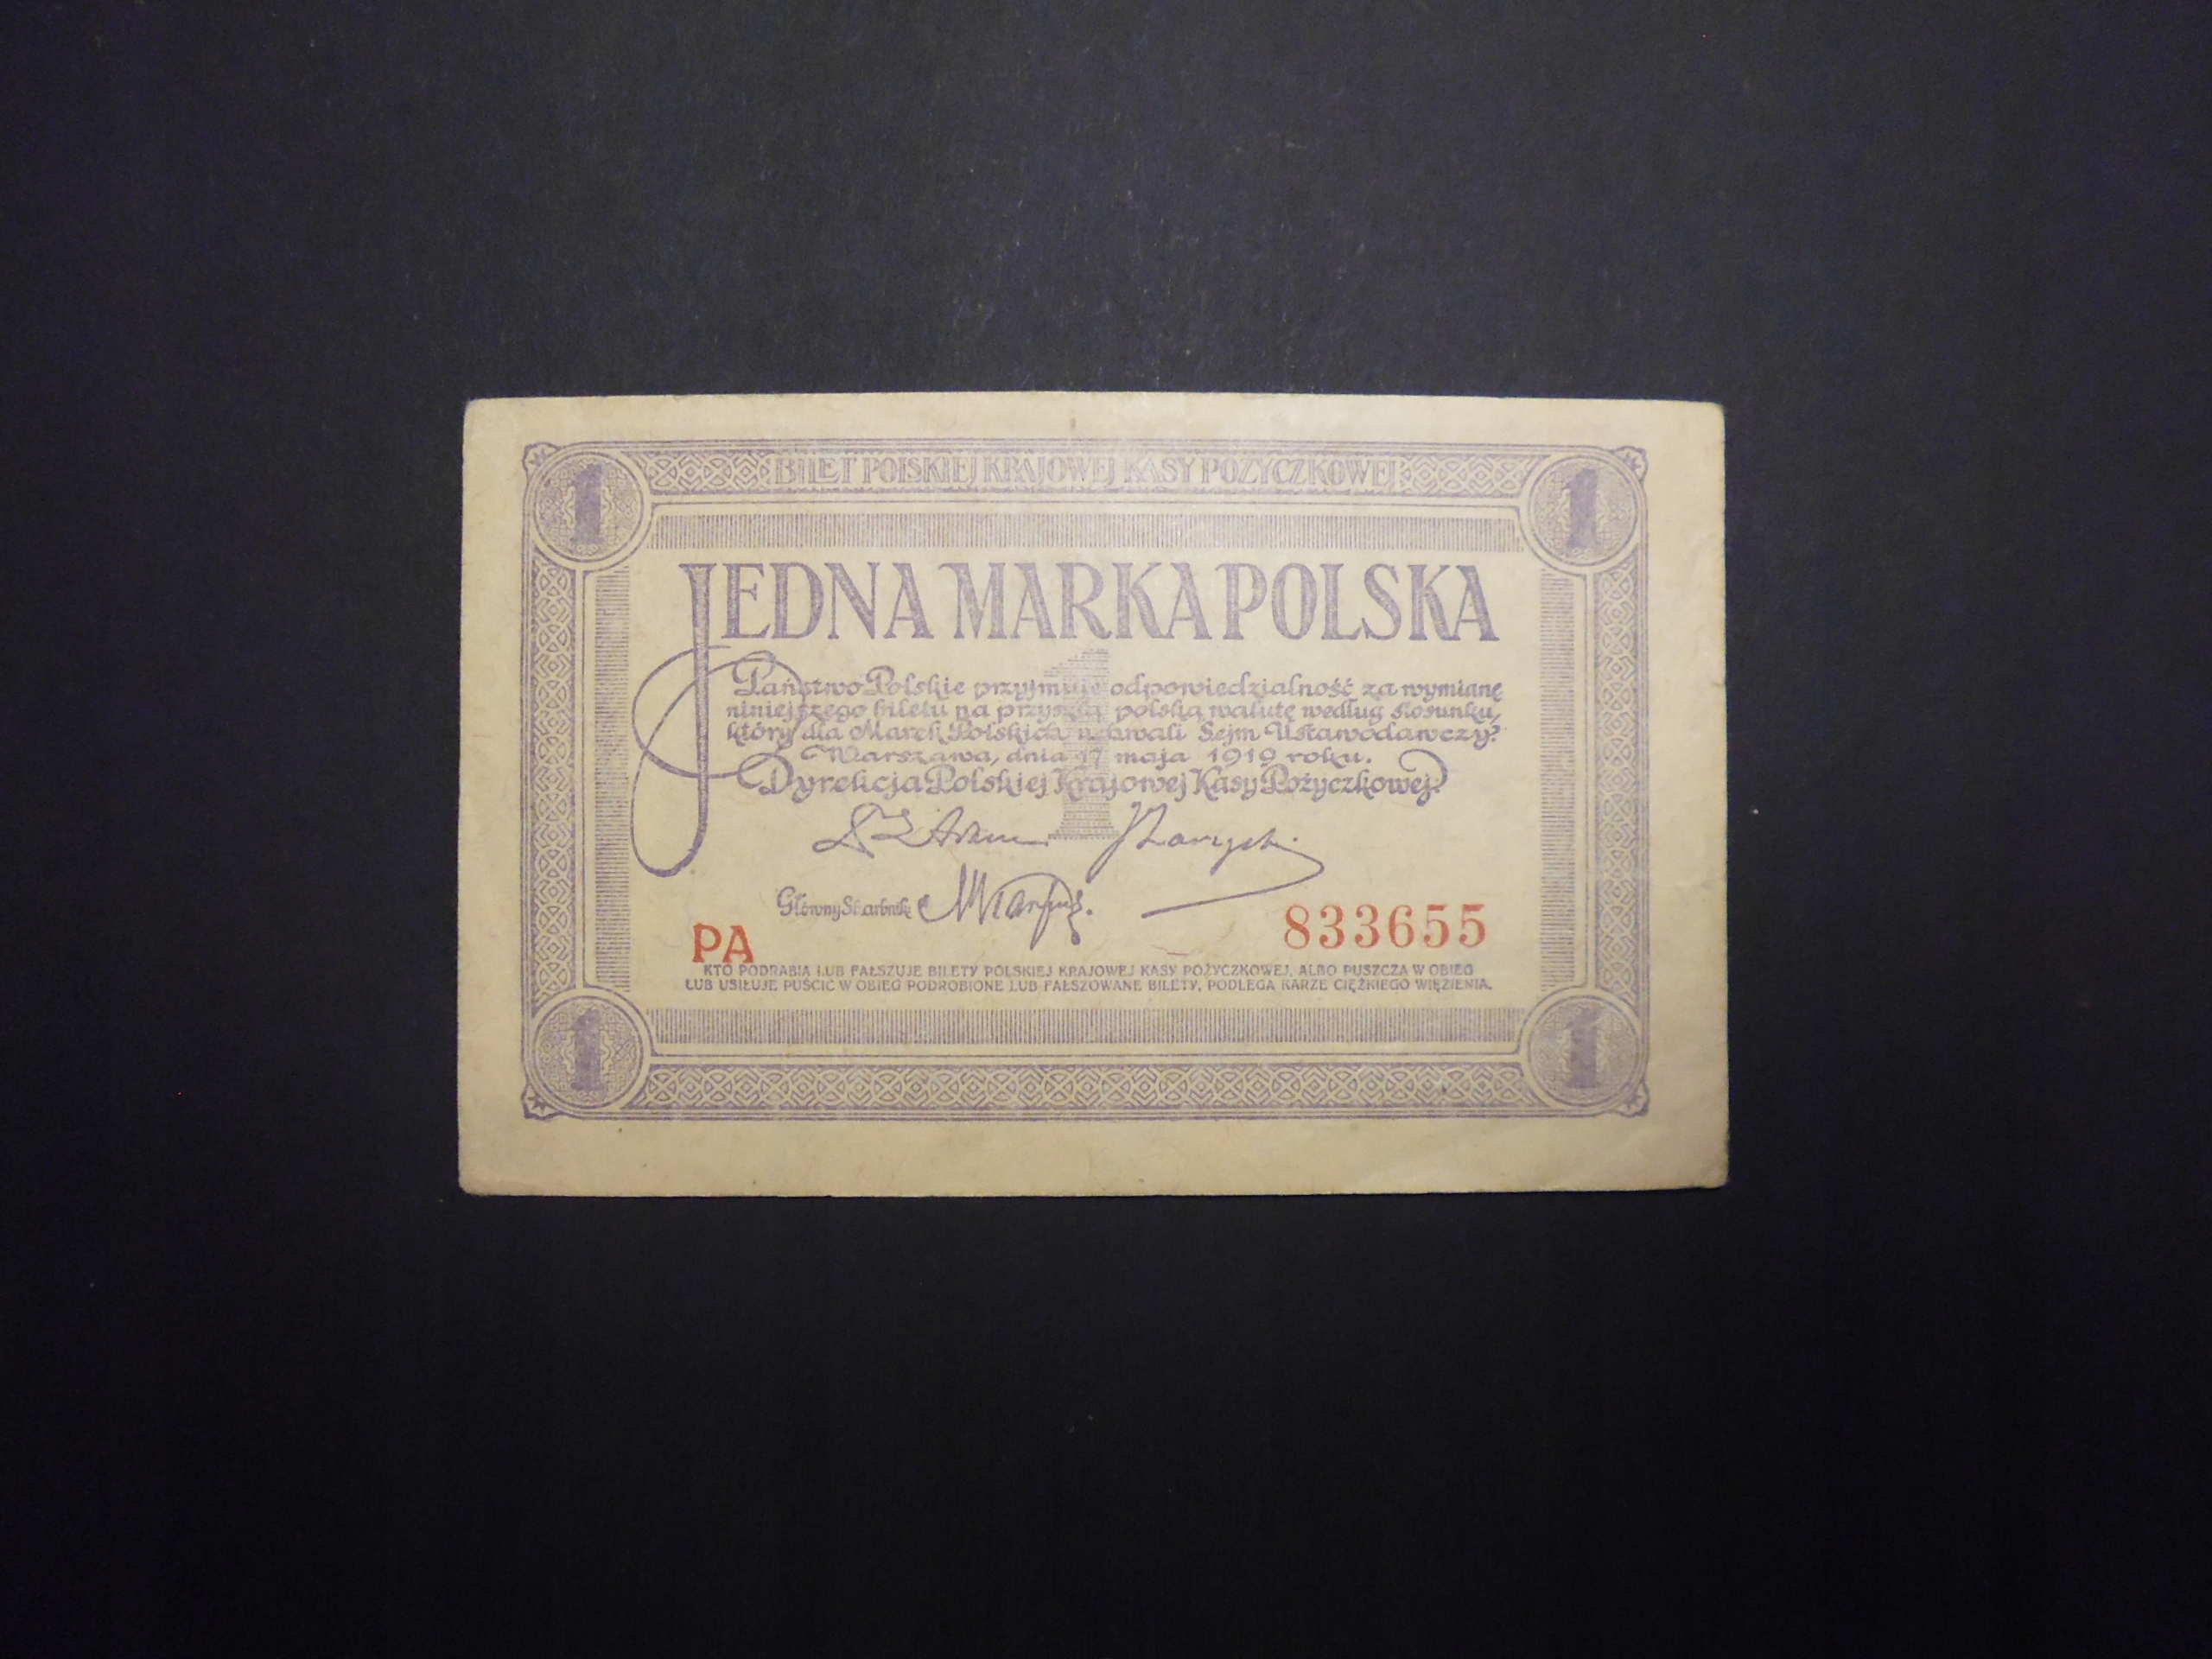 1 BILET POLSKIEJ KRAJOWEJ KASY POŻYCZKOWEJ 1
JEDNA MARKA POLSKA
1
Państwo Polskie przyjmuje odpowiedzialność za wymianę
niniejszego biletu na przyszłą polską walutę według stosunku,
który dla Marek Polskich uchwali Sejm Ustawodawczy.
Warszawa, dnia 17 maja 1919 roku.
Dyrekcja Polskiej Krajowej Kasy Pożyczkowej:
Główny Skarbnik
PA 833655
KTO PODRABIA LUB FAŁSZUJE BILETY POLSKIEJ KRAJOWEJ KASY POŻYCZKOWEJ, ALBO PUSZCZA W OBIEG
LUB USIŁUJE PUŚCIĆ W OBIEG PODROBIONE LUB FAŁSZOWANE BILETY, PODLEGA KARZE CIĘŻKIEGO WIĘZIENIA.
1 1